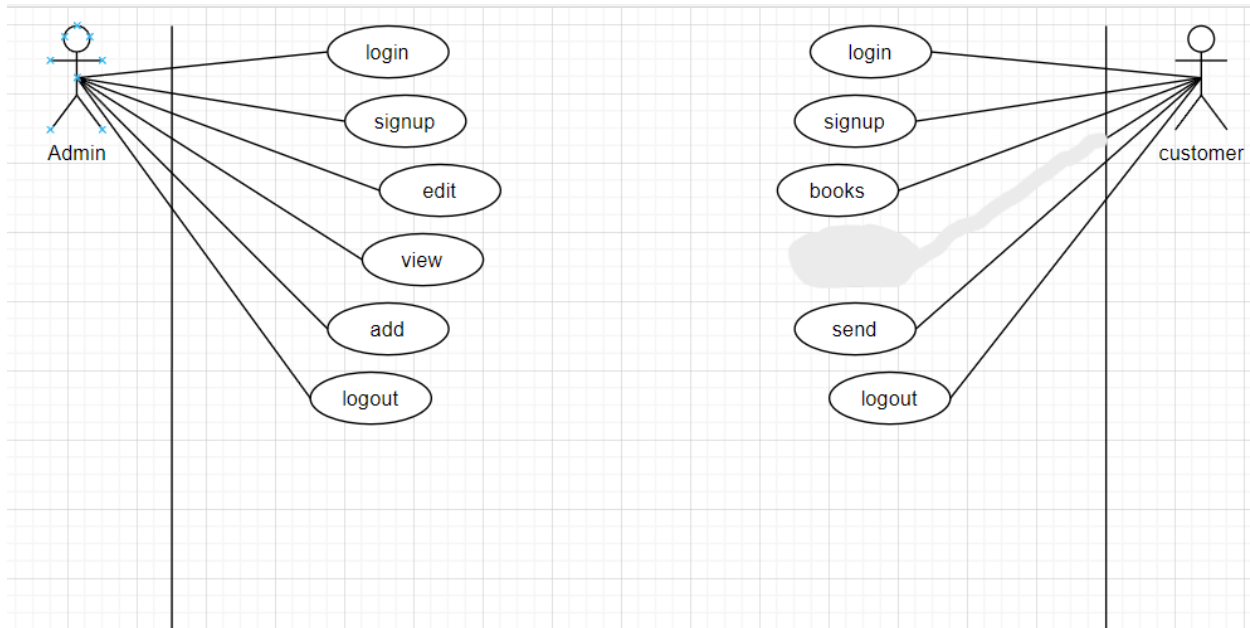 Admin
login
signup
edit
view
add
logout
login
signup
books
send
logout
customer